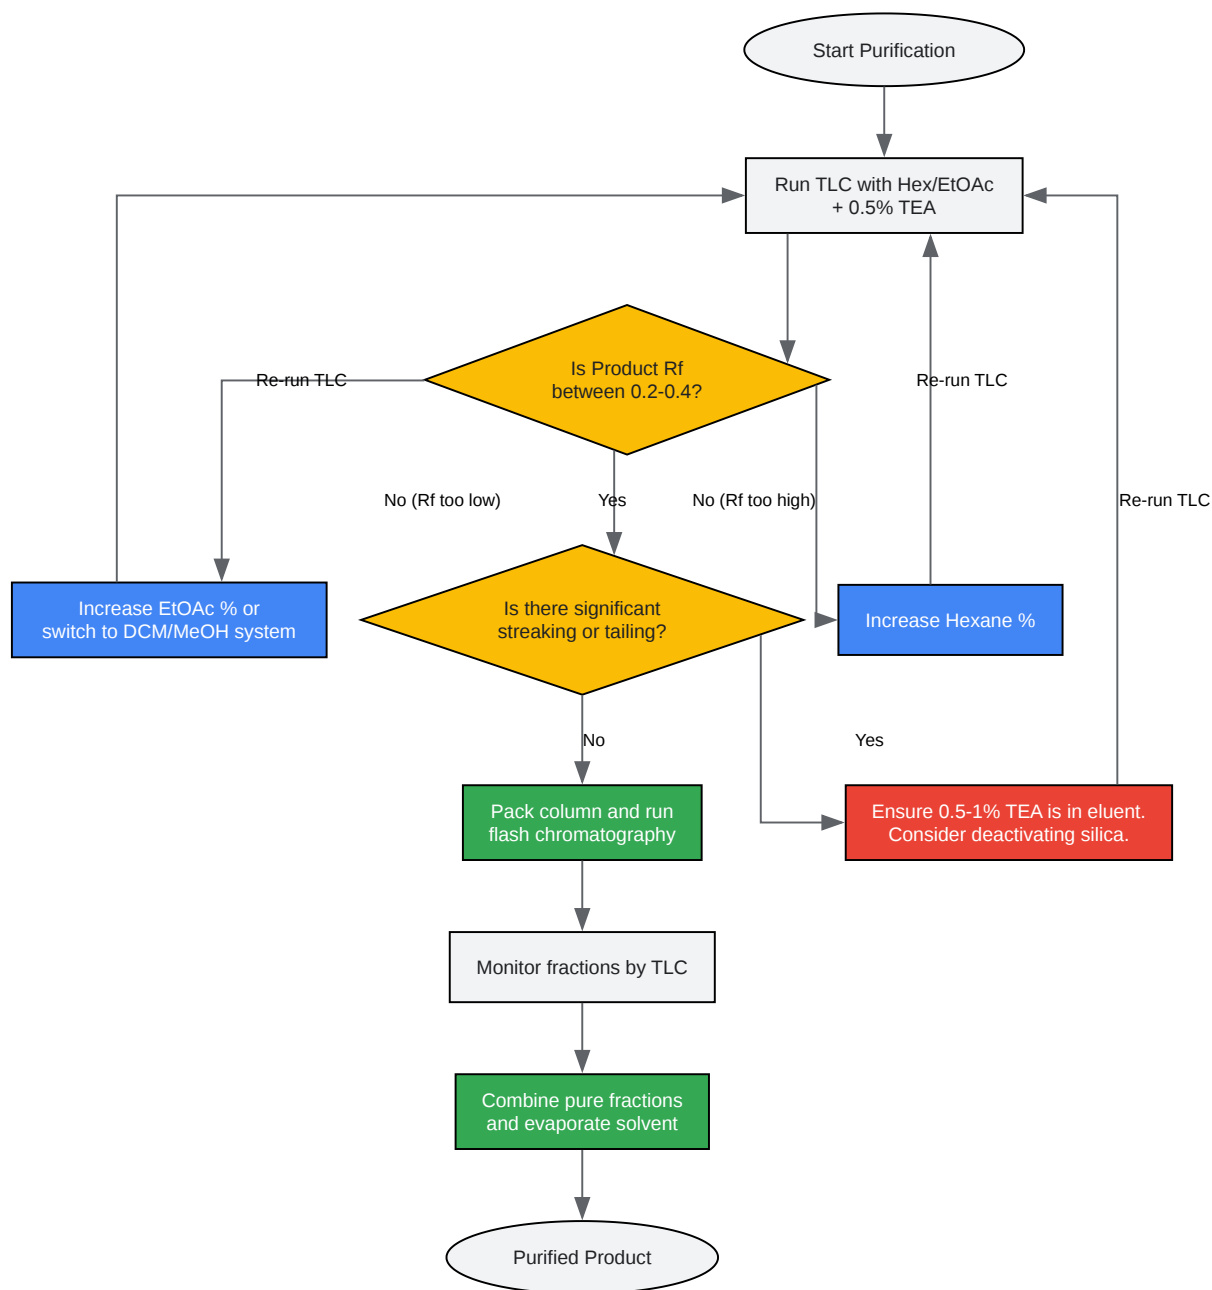 Start Purification
Run TLC with Hex/EtOAc
+ 0.5% TEA
Is Product Rf
between 0.2-0.4?
Re-run TLC
Re-run TLC
No (Rf too low)
Yes
No (Rf too high)
Re-run TLC
Increase EtOAc % or
switch to DCM/MeOH system
Is there significant
streaking or tailing?
Increase Hexane %
No
Yes
Pack column and run
flash chromatography
Ensure 0.5-1% TEA is in eluent.
Consider deactivating silica.
Monitor fractions by TLC
Combine pure fractions
and evaporate solvent
Purified Product